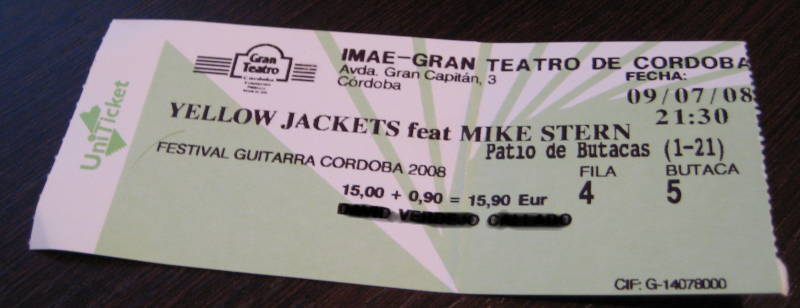 UniTicket
Gran
Teatro
IMAE-GRAN TEATRO DE CORDOBA
Avda. Gran Capitán, 3
Córdoba
FECHA:
09/07/08
21:30
YELLOW JACKETS feat MIKE STERN
Patio de Butacas (1-21)
FESTIVAL GUITARRA CORDOBA 2008
FILA BUTACA
4 5
15,00 + 0,90 = 15,90 Eur
CIF: G-14078000